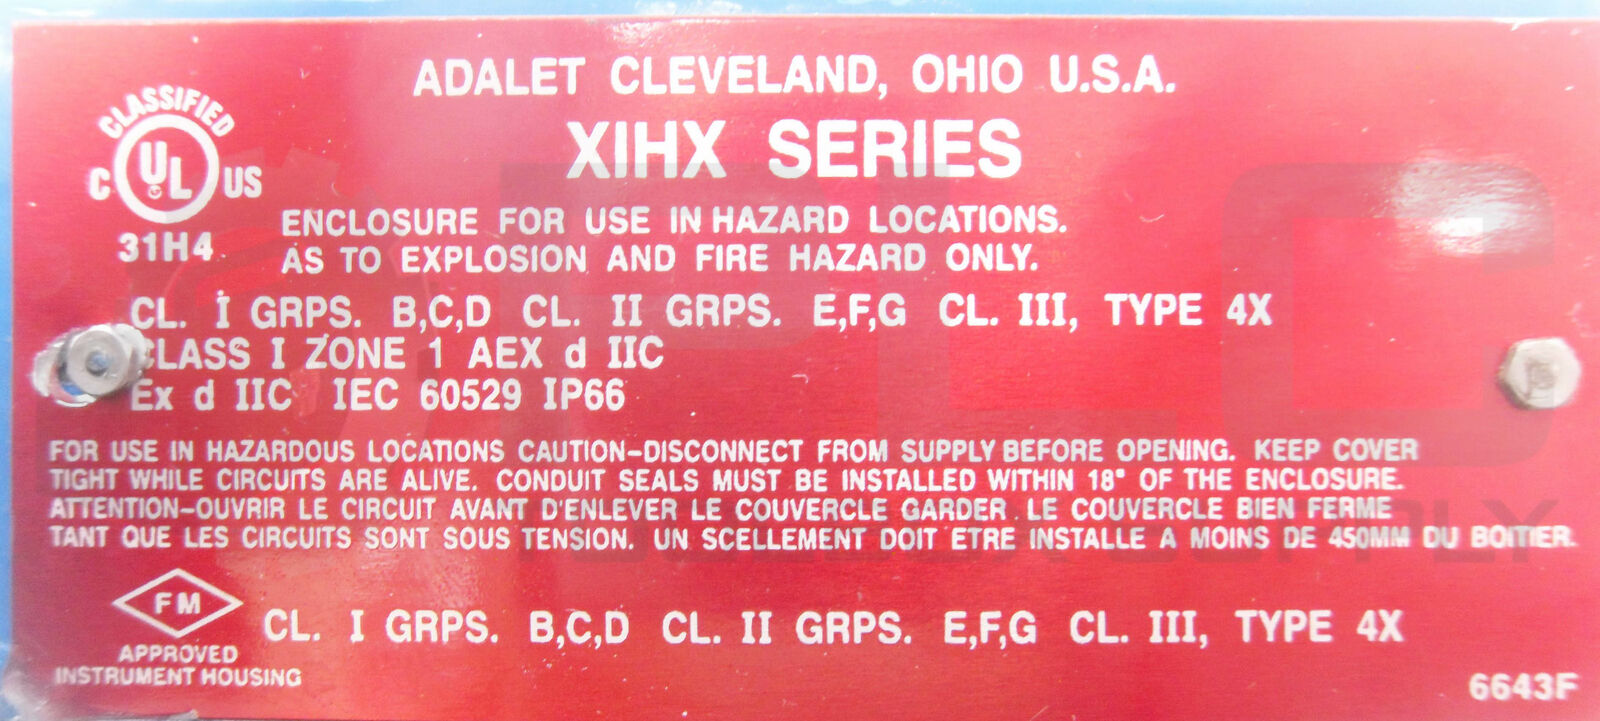 ADALET CLEVELAND, OHIO U.S.A.
XIHX SERIES
CLASSIFIED
C UL US
31H4
ENCLOSURE FOR USE IN HAZARD LOCATIONS.
AS TO EXPLOSION AND FIRE HAZARD ONLY.
CL. I GRPS. B,C,D CL. II GRPS. E,F,G CL. III, TYPE 4X
CLASS I ZONE 1 AEX d IIC
Ex d IIC IEC 60529 IP66
FOR USE IN HAZARDOUS LOCATIONS CAUTION-DISCONNECT FROM SUPPLY BEFORE OPENING. KEEP COVER
TIGHT WHILE CIRCUITS ARE ALIVE. CONDUIT SEALS MUST BE INSTALLED WITHIN 18" OF THE ENCLOSURE.
ATTENTION-OUVRIR LE CIRCUIT AVANT D'ENLEVER LE COUVERCLE GARDER LE COUVERCLE BIEN FERME
TANT QUE LES CIRCUITS SONT SOUS TENSION. UN SCELLEMENT DOIT ETRE INSTALLE A MOINS DE 450MM DU BOITIER.
FM
APPROVED
INSTRUMENT HOUSING
CL. I GRPS. B,C,D CL. II GRPS. E,F,G CL. III, TYPE 4X
6643F